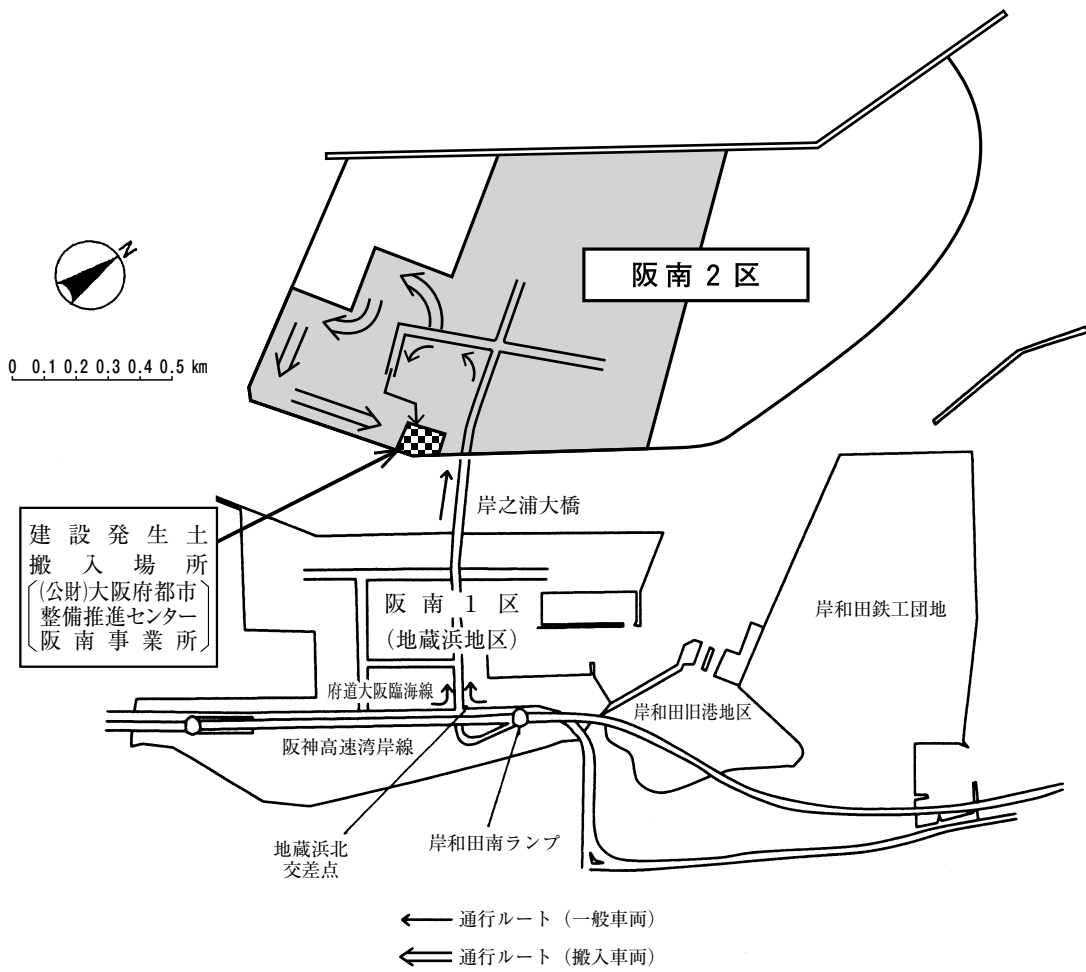 N
0 0.1 0.2 0.3 0.4 0.5 km
阪南2区
岸之浦大橋
建設発生土
搬入場所
(公財)大阪府都市
整備推進センター
阪南事業所
阪南1区
(地蔵浜地区)
岸和田鉄工団地
府道大阪臨海線
岸和田旧港地区
阪神高速湾岸線
地蔵浜北
交差点
岸和田南ランプ
通行ルート(一般車両)
通行ルート(搬入車両)